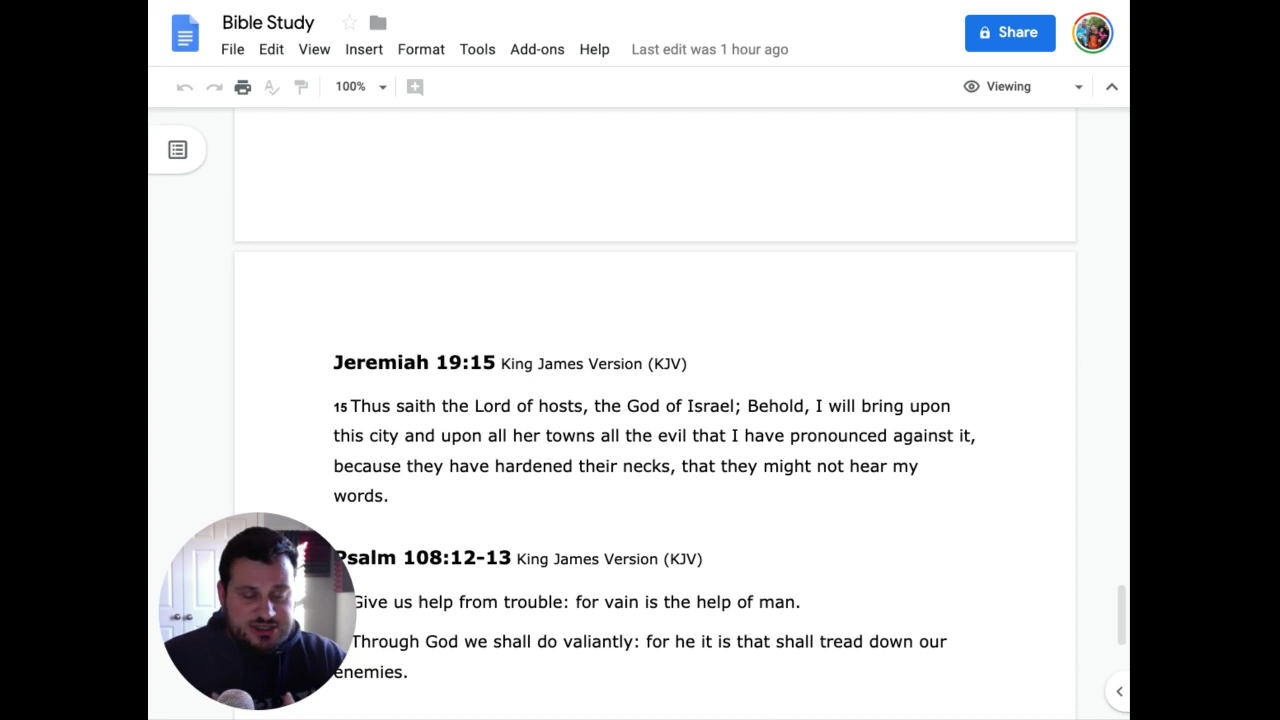 Bible Study
File Edit View Insert Format Tools Add-ons Help Last edit was 1 hour ago
Share
100%
Viewing
Jeremiah 19:15 King James Version (KJV)
15 Thus saith the Lord of hosts, the God of Israel; Behold, I will bring upon
this city and upon all her towns all the evil that I have pronounced against it,
because they have hardened their necks, that they might not hear my
words.
Psalm 108:12-13 King James Version (KJV)
Give us help from trouble: for vain is the help of man.
Through God we shall do valiantly: for he it is that shall tread down our
enemies.